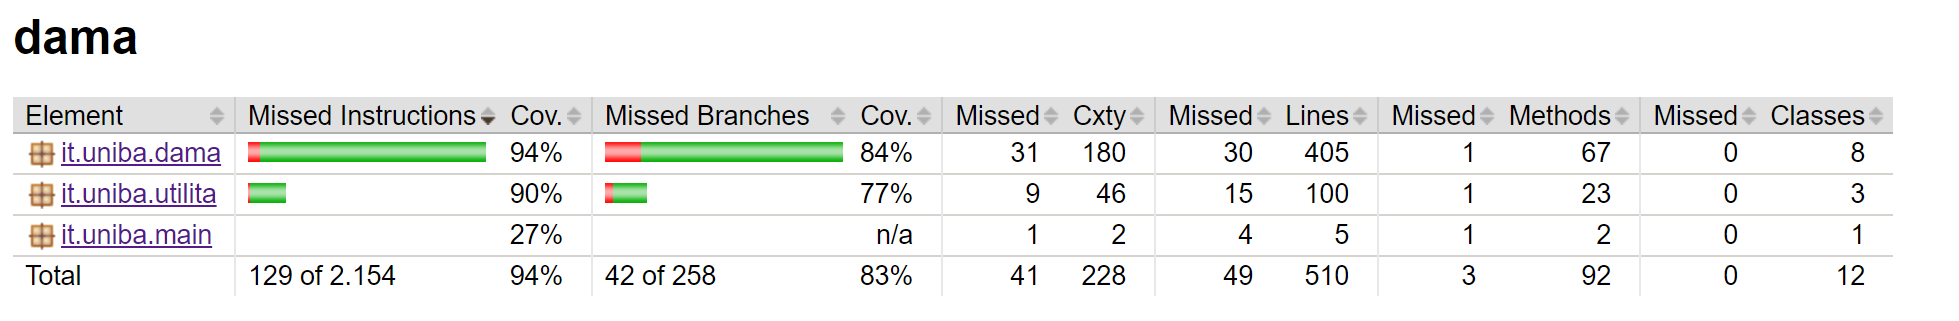 dama
Element Missed Instructions Cov. Missed Branches Cov. Missed Cxty Missed Lines Missed Methods Missed Classes
it.uniba.dama 94% 84% 31 180 30 405 1 67 0 8
it.uniba.utilita 90% 77% 9 46 15 100 1 23 0 3
it.uniba.main 27% n/a 1 2 4 5 1 2 0 1
Total 129 of 2.154 94% 42 of 258 83% 41 228 49 510 3 92 0 12